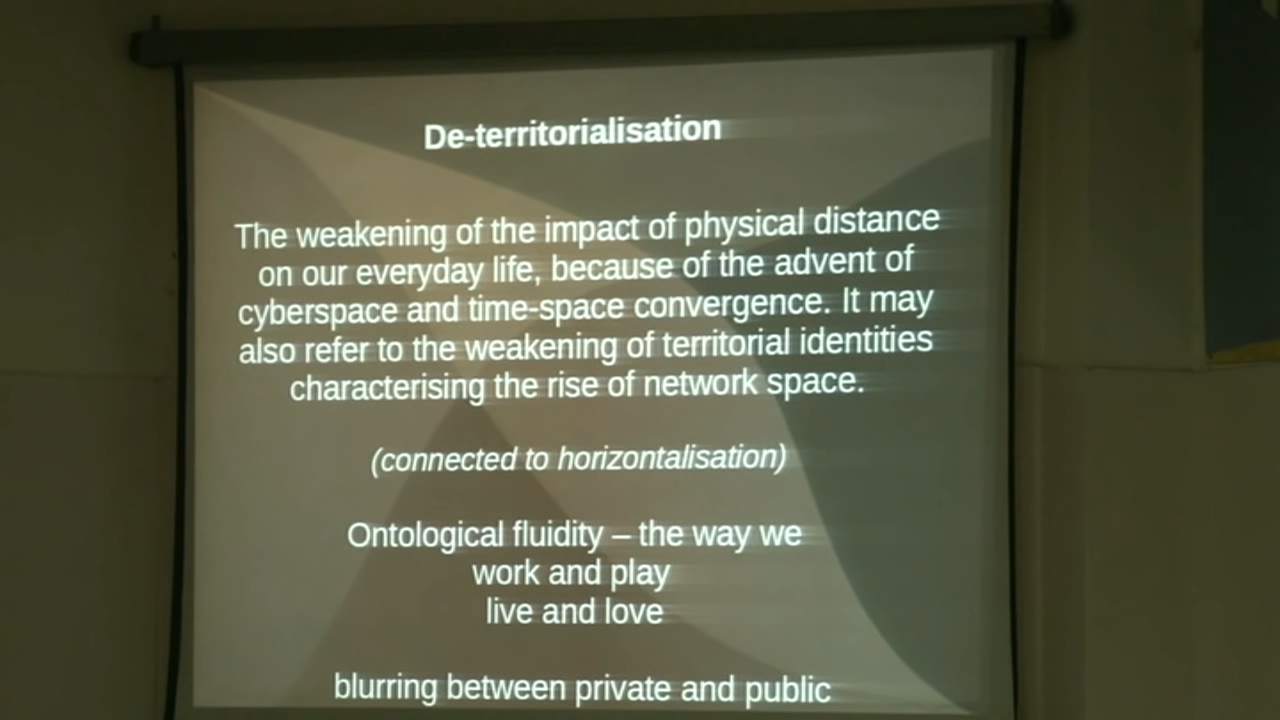 De-territorialisation
The weakening of the impact of physical distance
on our everyday life, because of the advent of
cyberspace and time-space convergence. It may
also refer to the weakening of territorial identities
characterising the rise of network space.
(connected to horizontalisation)
Ontological fluidity – the way we
work and play
live and love
blurring between private and public